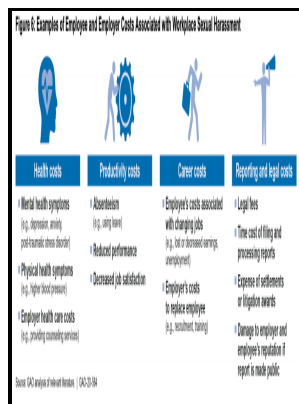 Figure 6: Examples of Employee and Employer Costs Associated with Workplace Sexual Harassment
Health costs
Mental health symptoms
(e.g., depression, anxiety,
post-traumatic stress disorder)
Physical health symptoms
(e.g., higher blood pressure)
Employer health care costs
(e.g., providing counseling services)
Productivity costs
Absenteeism
(e.g., using leave)
Reduced performance
Decreased job satisfaction
Career costs
Employee's costs associated
with changing jobs
(e.g., lost or decreased earnings,
unemployment)
Employer's costs
to replace employee
(e.g., recruitment, training)
Reporting and legal costs
Legal fees
Time cost of filing and
processing reports
Expense of settlements
or litigation awards
Damage to employer and
employee's reputation if
report is made public
Source: GAO analysis of relevant literature. | GAO-20-564